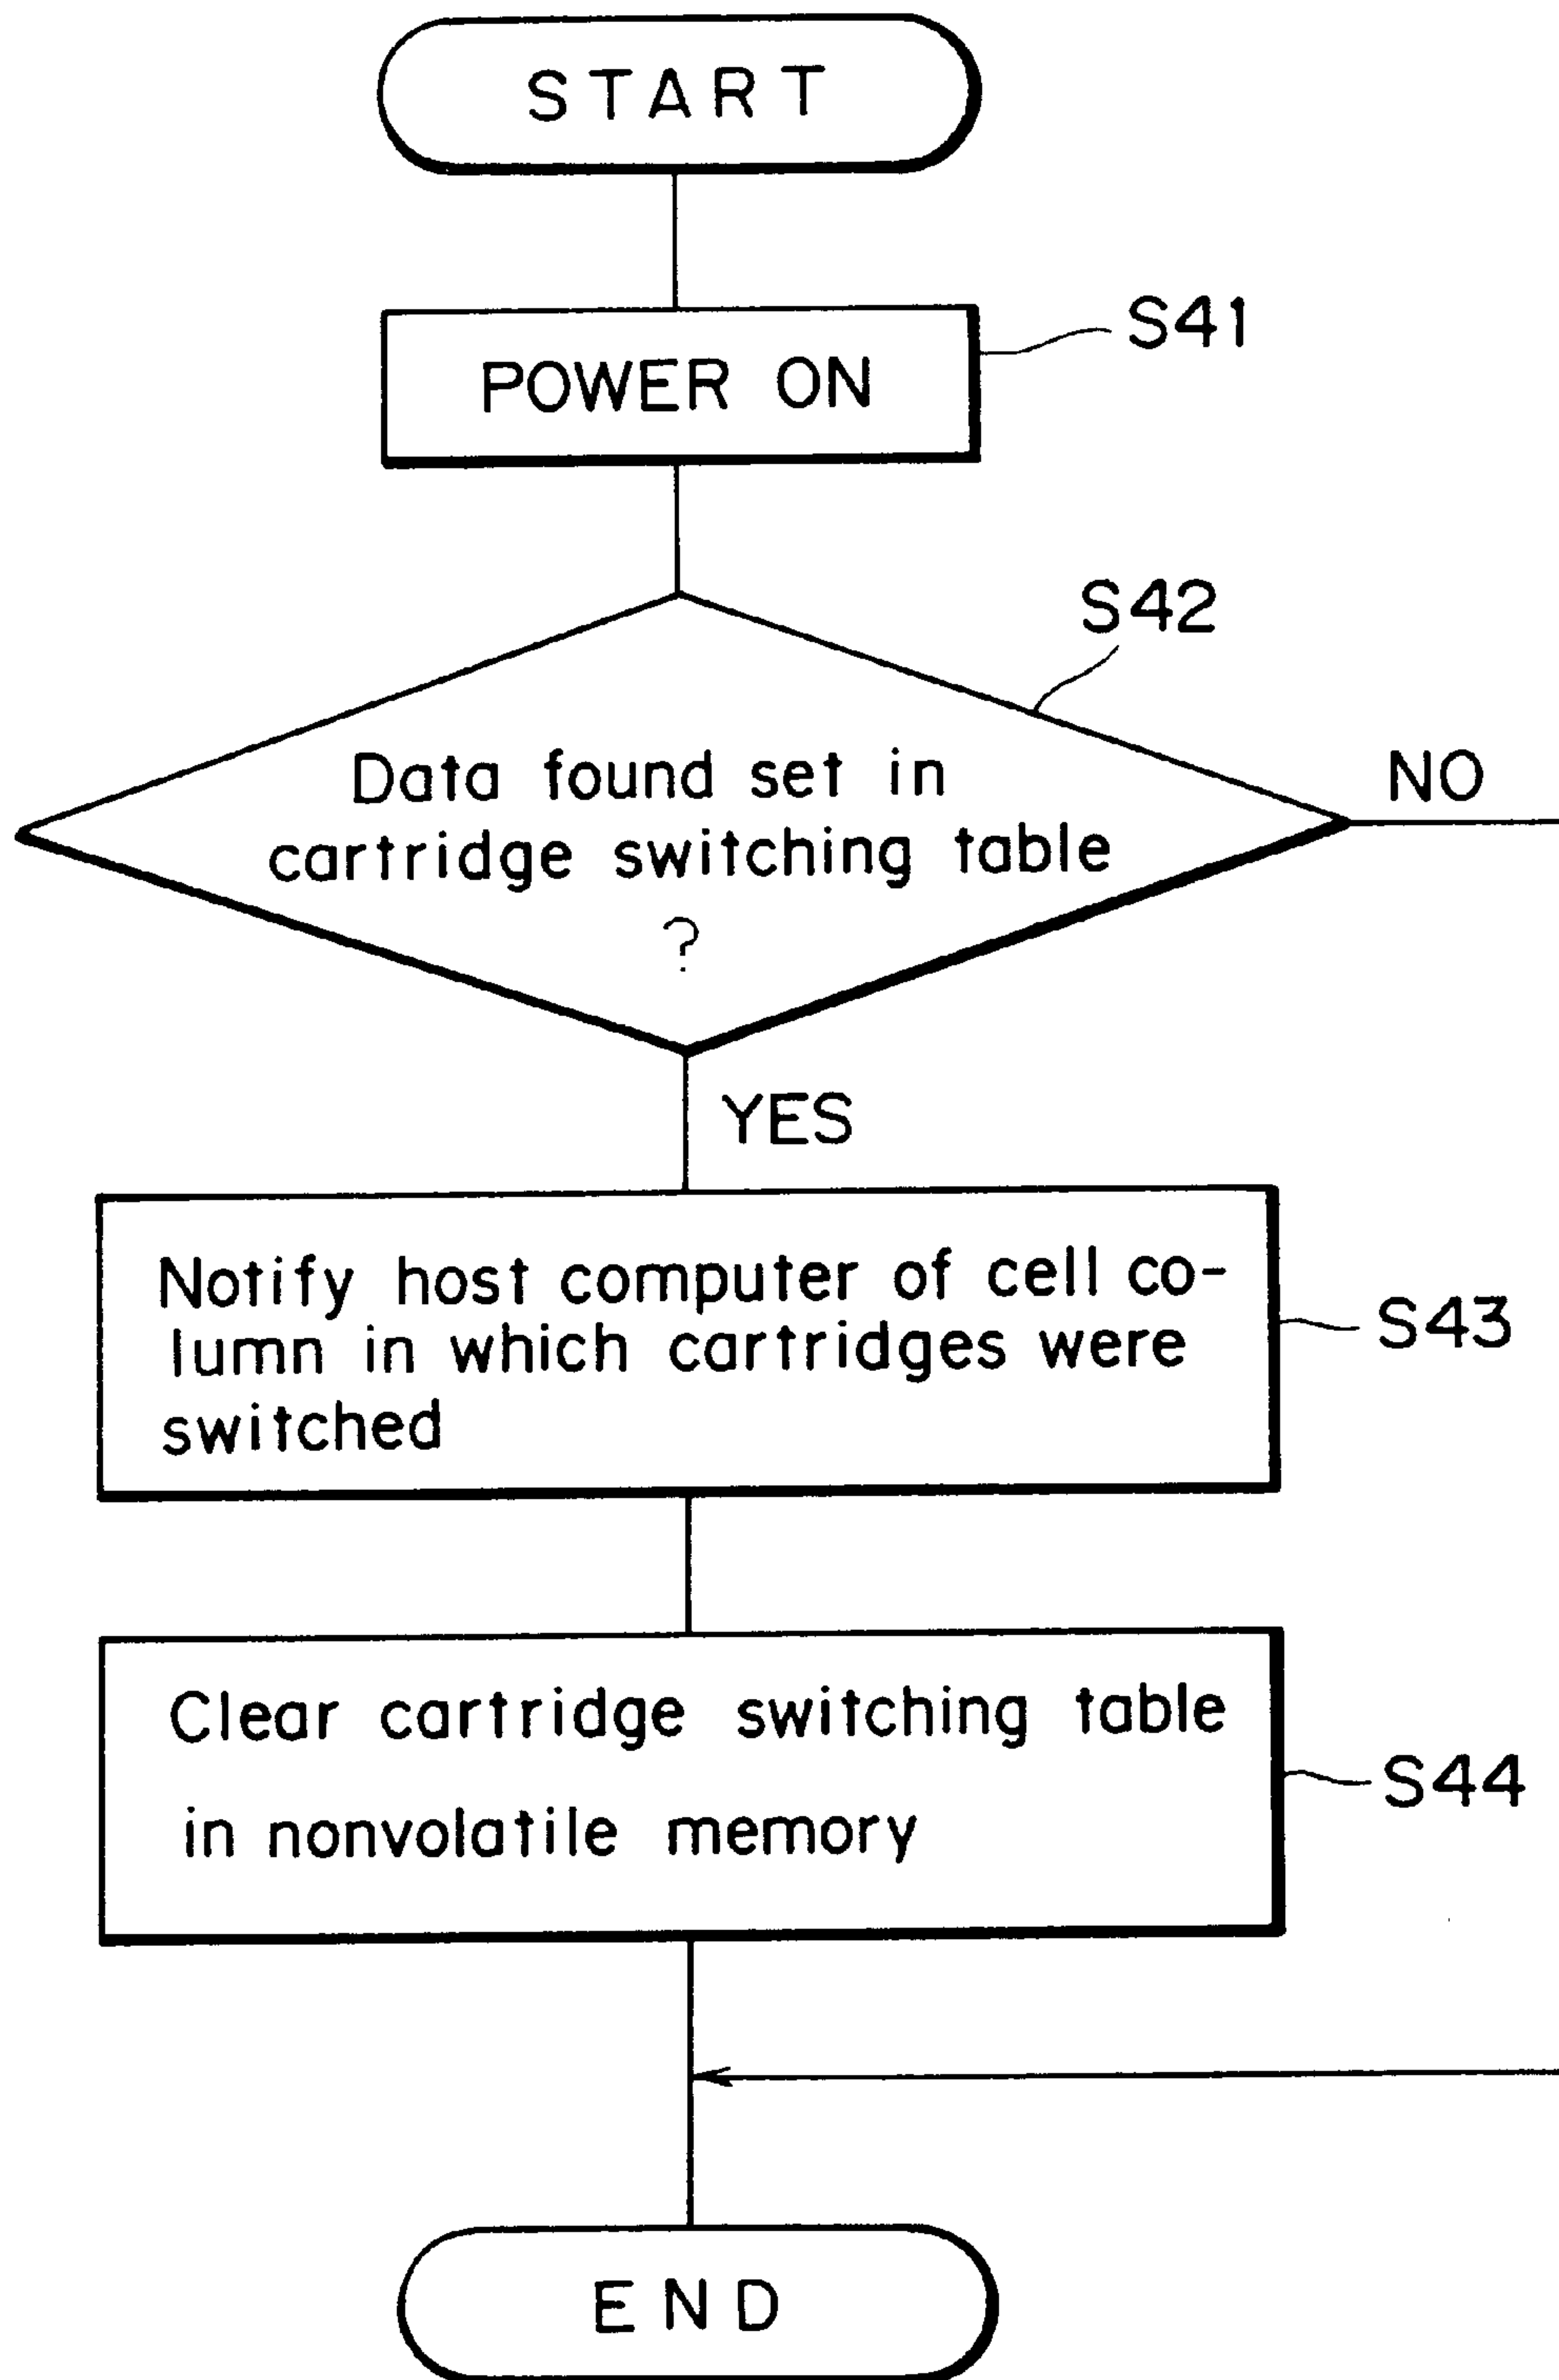 START
POWER ON
S41
S42
Data found set in
cartridge switching table
?
NO
YES
Notify host computer of cell co-
lumn in which cartridges were
switched
S43
Clear cartridge switching table
in nonvolatile memory
S44
END